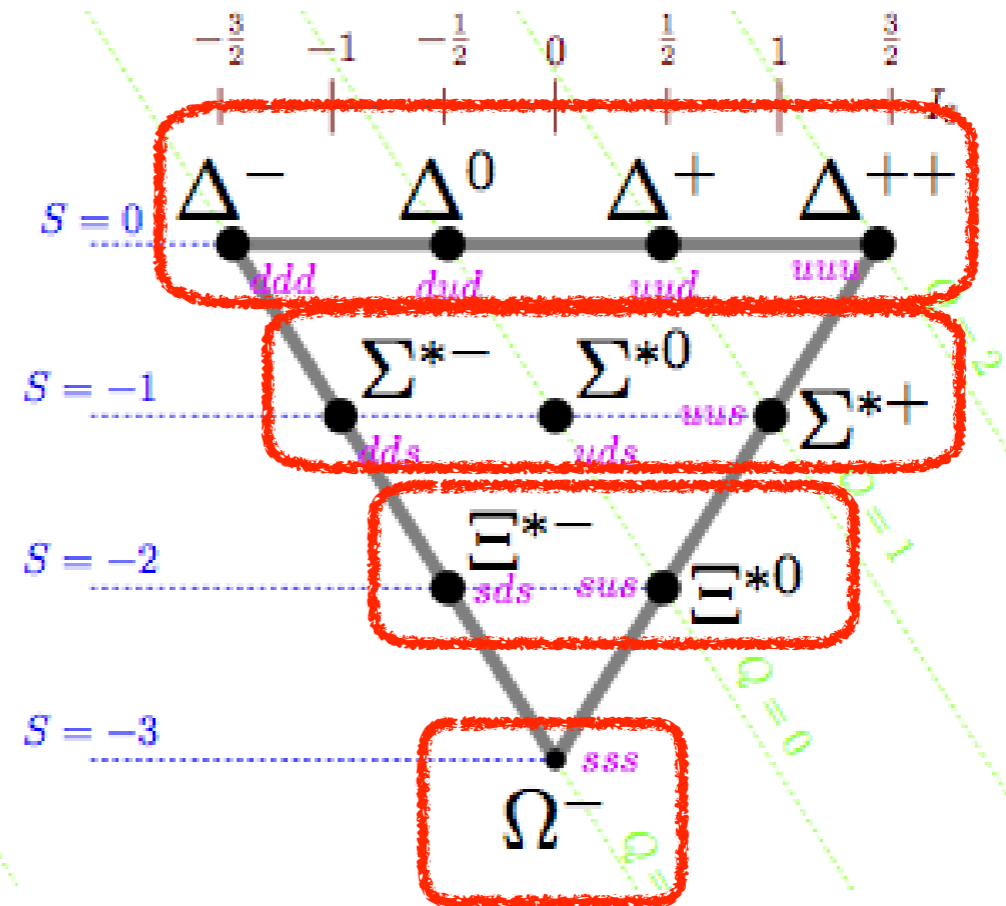 −3/2 −1 −1/2 0 1/2 1 3/2
Δ− Δ0 Δ+ Δ++
S = 0
ddd dud uud uuu
Q = 2
Σ*− Σ*0 Σ*+
S = −1
dds uds uus
Q = 1
Ξ*− Ξ*0
S = −2
sds sus
Q = 0
S = −3
sss
Ω−
Q =